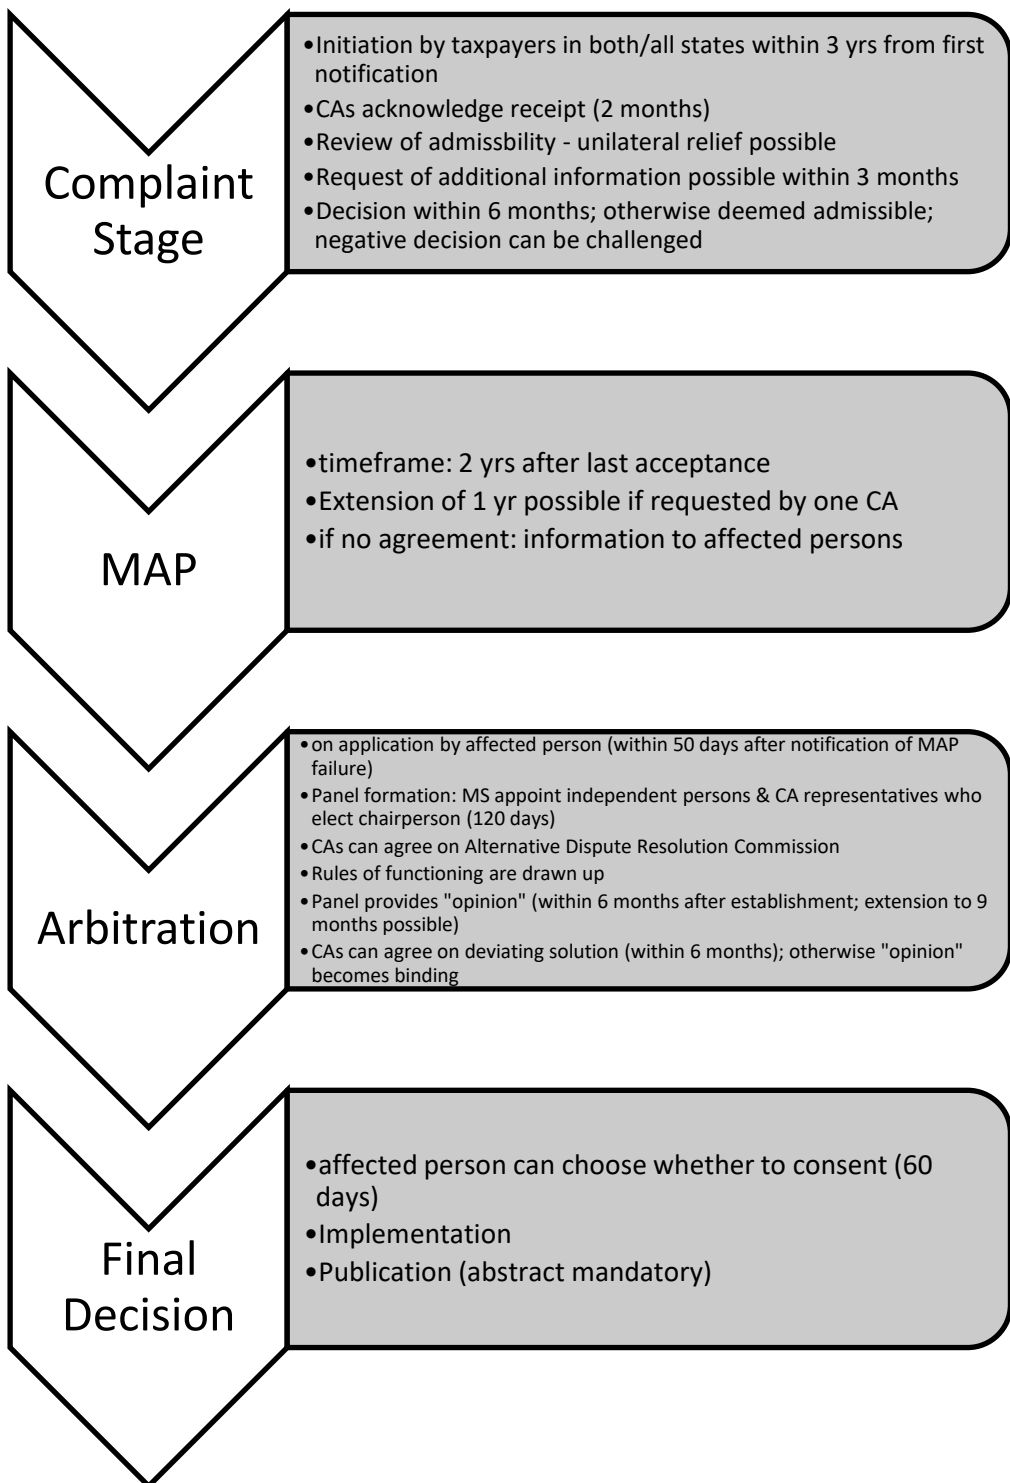 Complaint
Stage
•Initiation by taxpayers in both/all states within 3 yrs from first
notification
•CAs acknowledge receipt (2 months)
•Review of admissbility - unilateral relief possible
•Request of additional information possible within 3 months
•Decision within 6 months; otherwise deemed admissible;
negative decision can be challenged
MAP
•timeframe: 2 yrs after last acceptance
•Extension of 1 yr possible if requested by one CA
•if no agreement: information to affected persons
Arbitration
•on application by affected person (within 50 days after notification of MAP
failure)
•Panel formation: MS appoint independent persons & CA representatives who
elect chairperson (120 days)
•CAs can agree on Alternative Dispute Resolution Commission
•Rules of functioning are drawn up
•Panel provides "opinion" (within 6 months after establishment; extension to 9
months possible)
•CAs can agree on deviating solution (within 6 months); otherwise "opinion"
becomes binding
Final
Decision
•affected person can choose whether to consent (60
days)
•Implementation
•Publication (abstract mandatory)